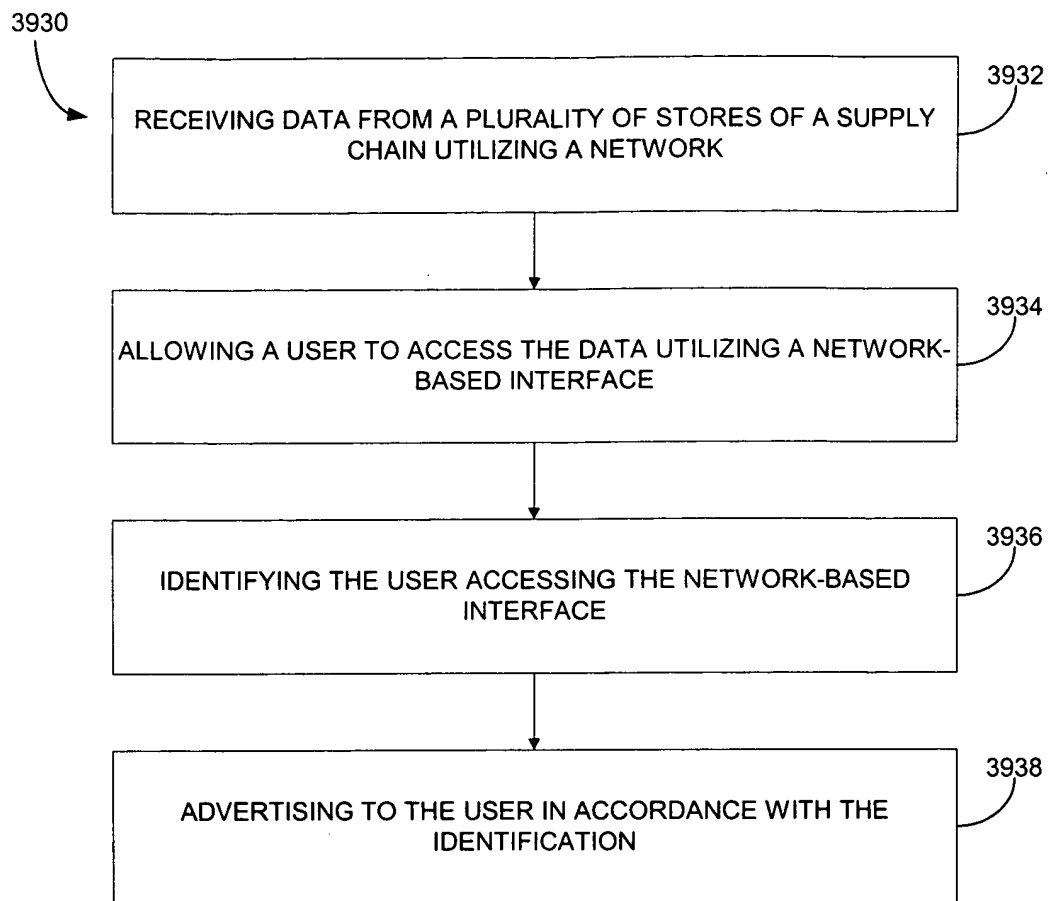 3930
3932
RECEIVING DATA FROM A PLURALITY OF STORES OF A SUPPLY
CHAIN UTILIZING A NETWORK
3934
ALLOWING A USER TO ACCESS THE DATA UTILIZING A NETWORK-
BASED INTERFACE
3936
IDENTIFYING THE USER ACCESSING THE NETWORK-BASED
INTERFACE
3938
ADVERTISING TO THE USER IN ACCORDANCE WITH THE
IDENTIFICATION